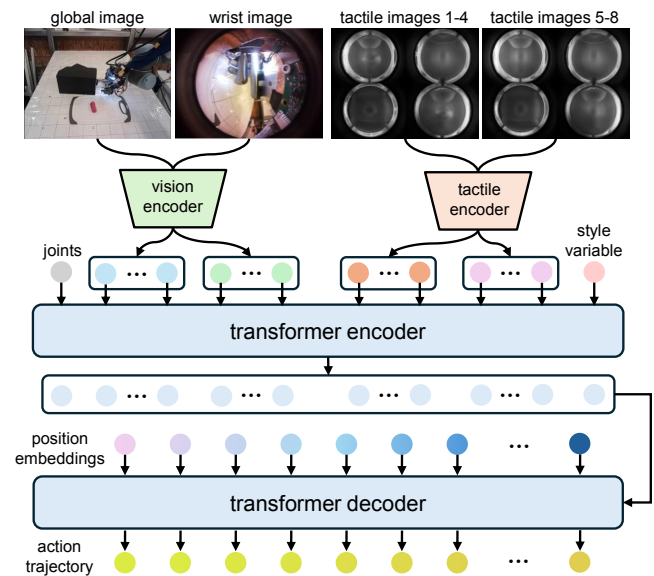 global image
wrist image
tactile images 1-4
tactile images 5-8
vision
encoder
tactile
encoder
joints
style
variable
transformer encoder
position
embeddings
transformer decoder
action
trajectory